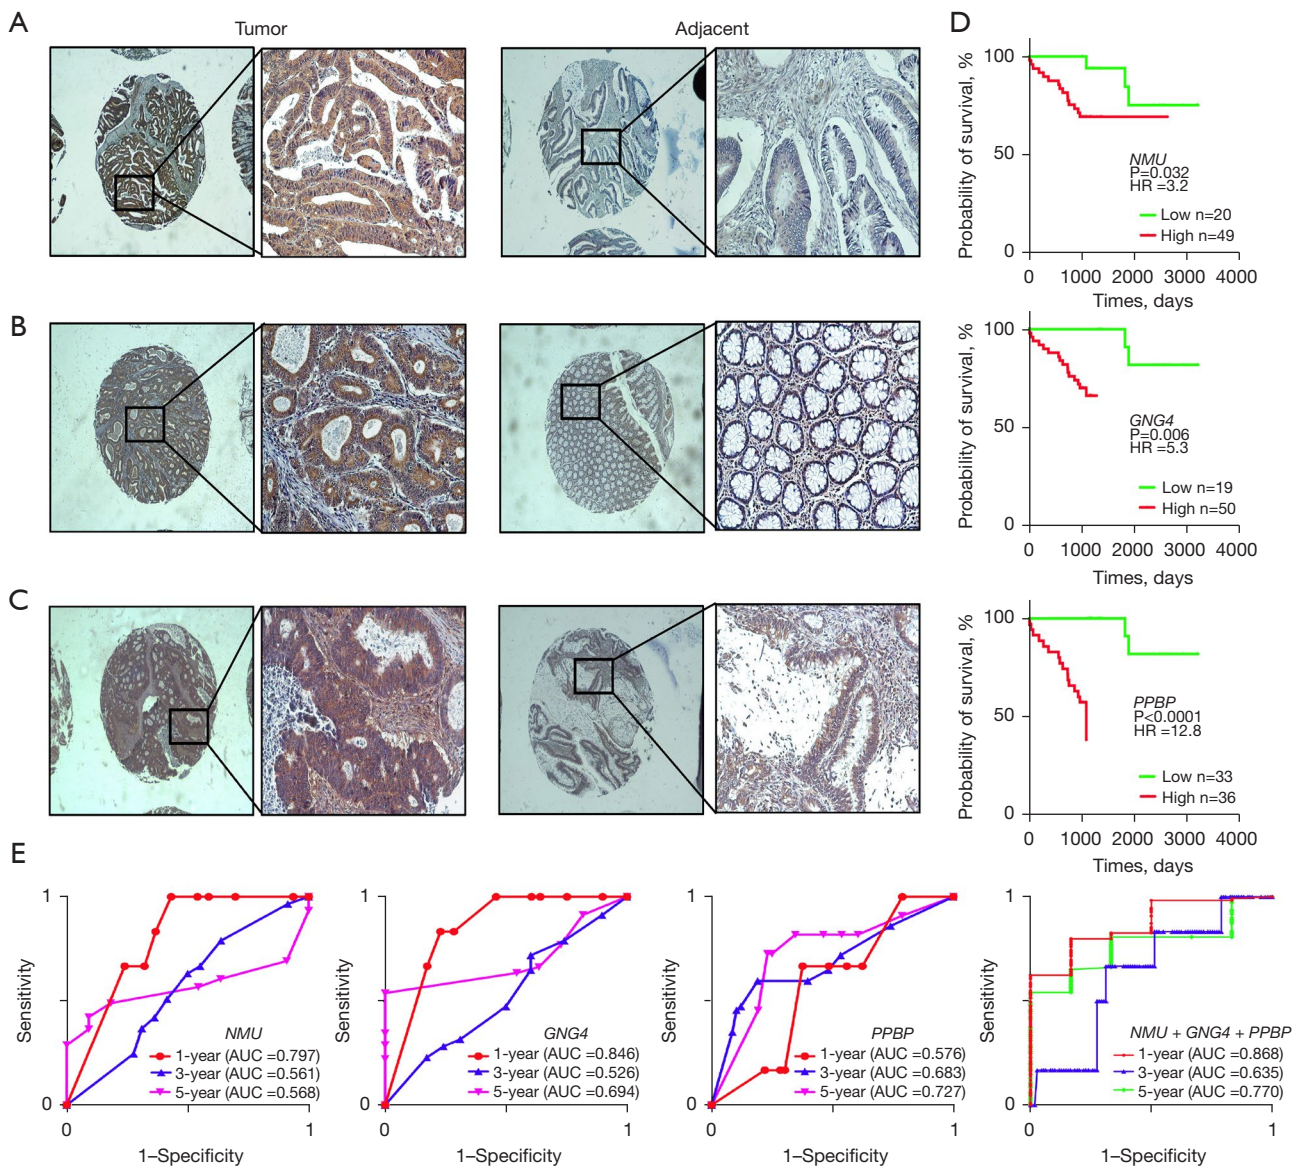 A
Tumor
Adjacent
D
100
50
0
Probability of survival, %
NMU
P=0.032
HR =3.2
Low n=20
High n=49
0 1000 2000 3000 4000
Times, days
B
100
50
0
Probability of survival, %
GNG4
P=0.006
HR =5.3
Low n=19
High n=50
0 1000 2000 3000 4000
Times, days
C
100
50
0
Probability of survival, %
PPBP
P<0.0001
HR =12.8
Low n=33
High n=36
0 1000 2000 3000 4000
Times, days
E
1
0
Sensitivity
NMU
1-year (AUC =0.797)
3-year (AUC =0.561)
5-year (AUC =0.568)
0 1
1–Specificity
1
0
Sensitivity
GNG4
1-year (AUC =0.846)
3-year (AUC =0.526)
5-year (AUC =0.694)
0 1
1–Specificity
1
0
Sensitivity
PPBP
1-year (AUC =0.576)
3-year (AUC =0.683)
5-year (AUC =0.727)
0 1
1–Specificity
1
0
Sensitivity
NMU + GNG4 + PPBP
1-year (AUC =0.868)
3-year (AUC =0.635)
5-year (AUC =0.770)
0 1
1–Specificity